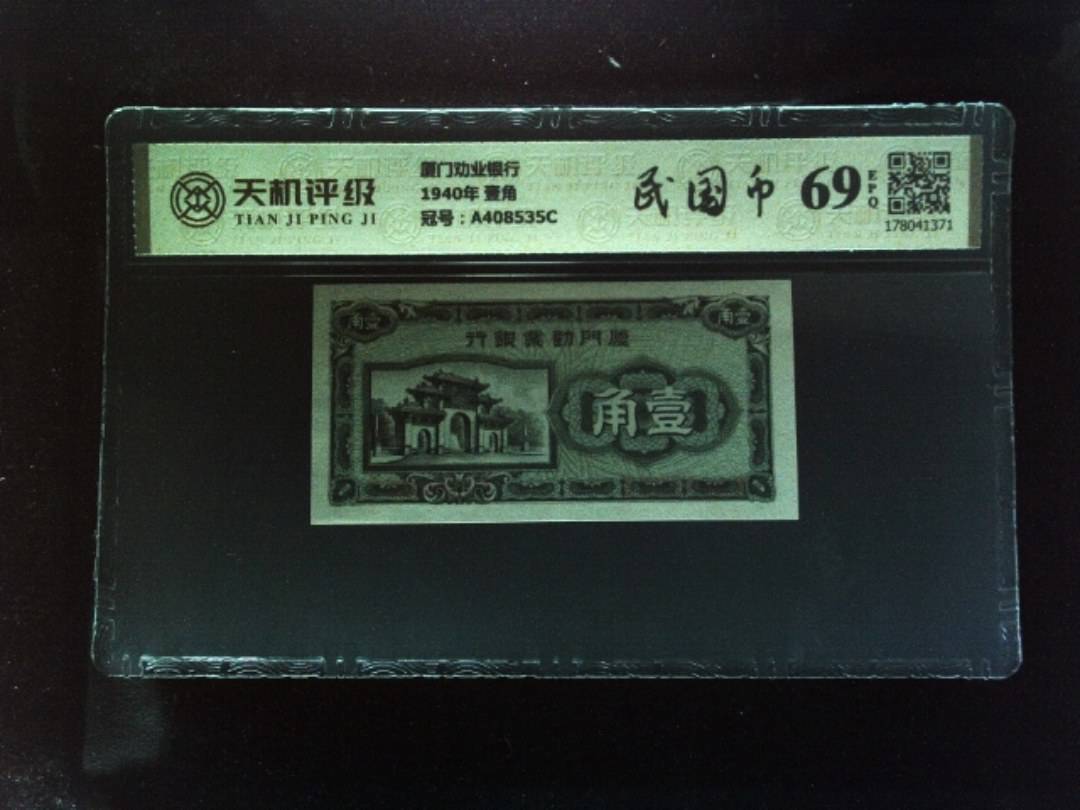 天机评级
TIAN JI PING JI
厦门劝业银行
1940年 壹角
冠号：A408535C
民国币
69
EPQ
178041371
角壹
角壹
行銀業勸門廈
角壹